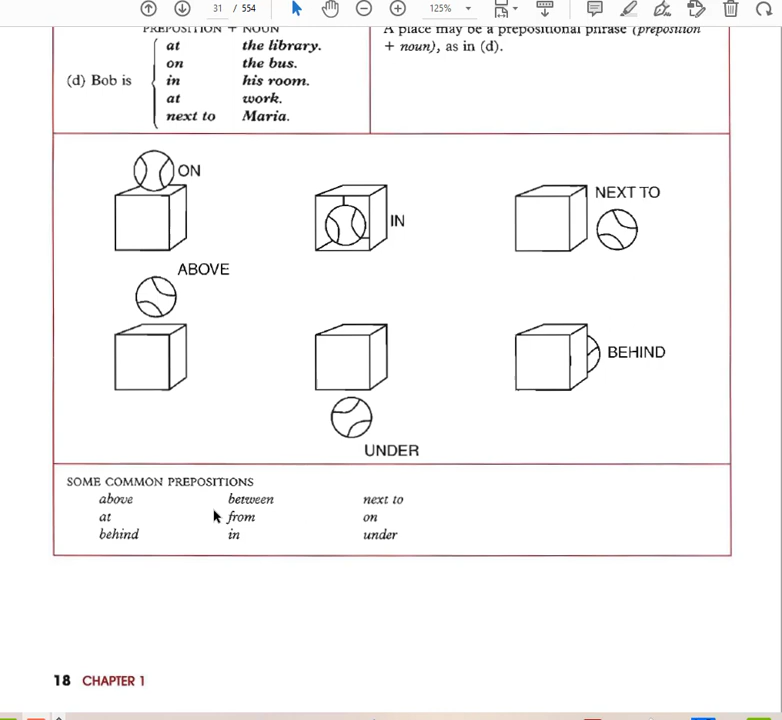 31 / 554
125%
PREPOSITION + NOUN
at the library.
on the bus.
(d) Bob is in his room.
at work.
next to Maria.
A place may be a prepositional phrase (preposition
+ noun), as in (d).
ON
IN
NEXT TO
ABOVE
BEHIND
UNDER
SOME COMMON PREPOSITIONS
above between next to
at from on
behind in under
18 CHAPTER 1